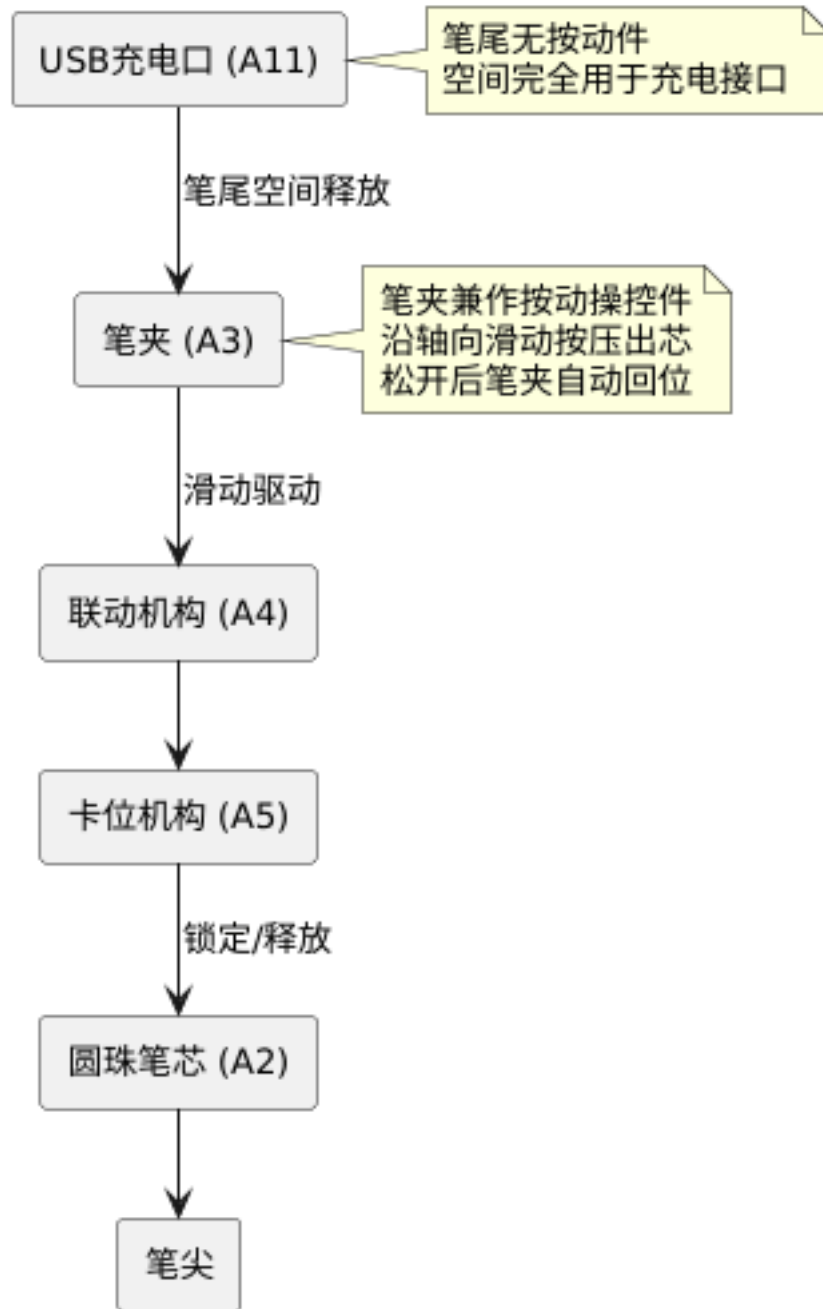 USB充电口 (A11)
笔尾无按动件
空间完全用于充电接口
笔尾空间释放
笔夹 (A3)
笔夹兼作按动操控件
沿轴向滑动按压出芯
松开后笔夹自动回位
滑动驱动
联动机构 (A4)
卡位机构 (A5)
锁定/释放
圆珠笔芯 (A2)
笔尖